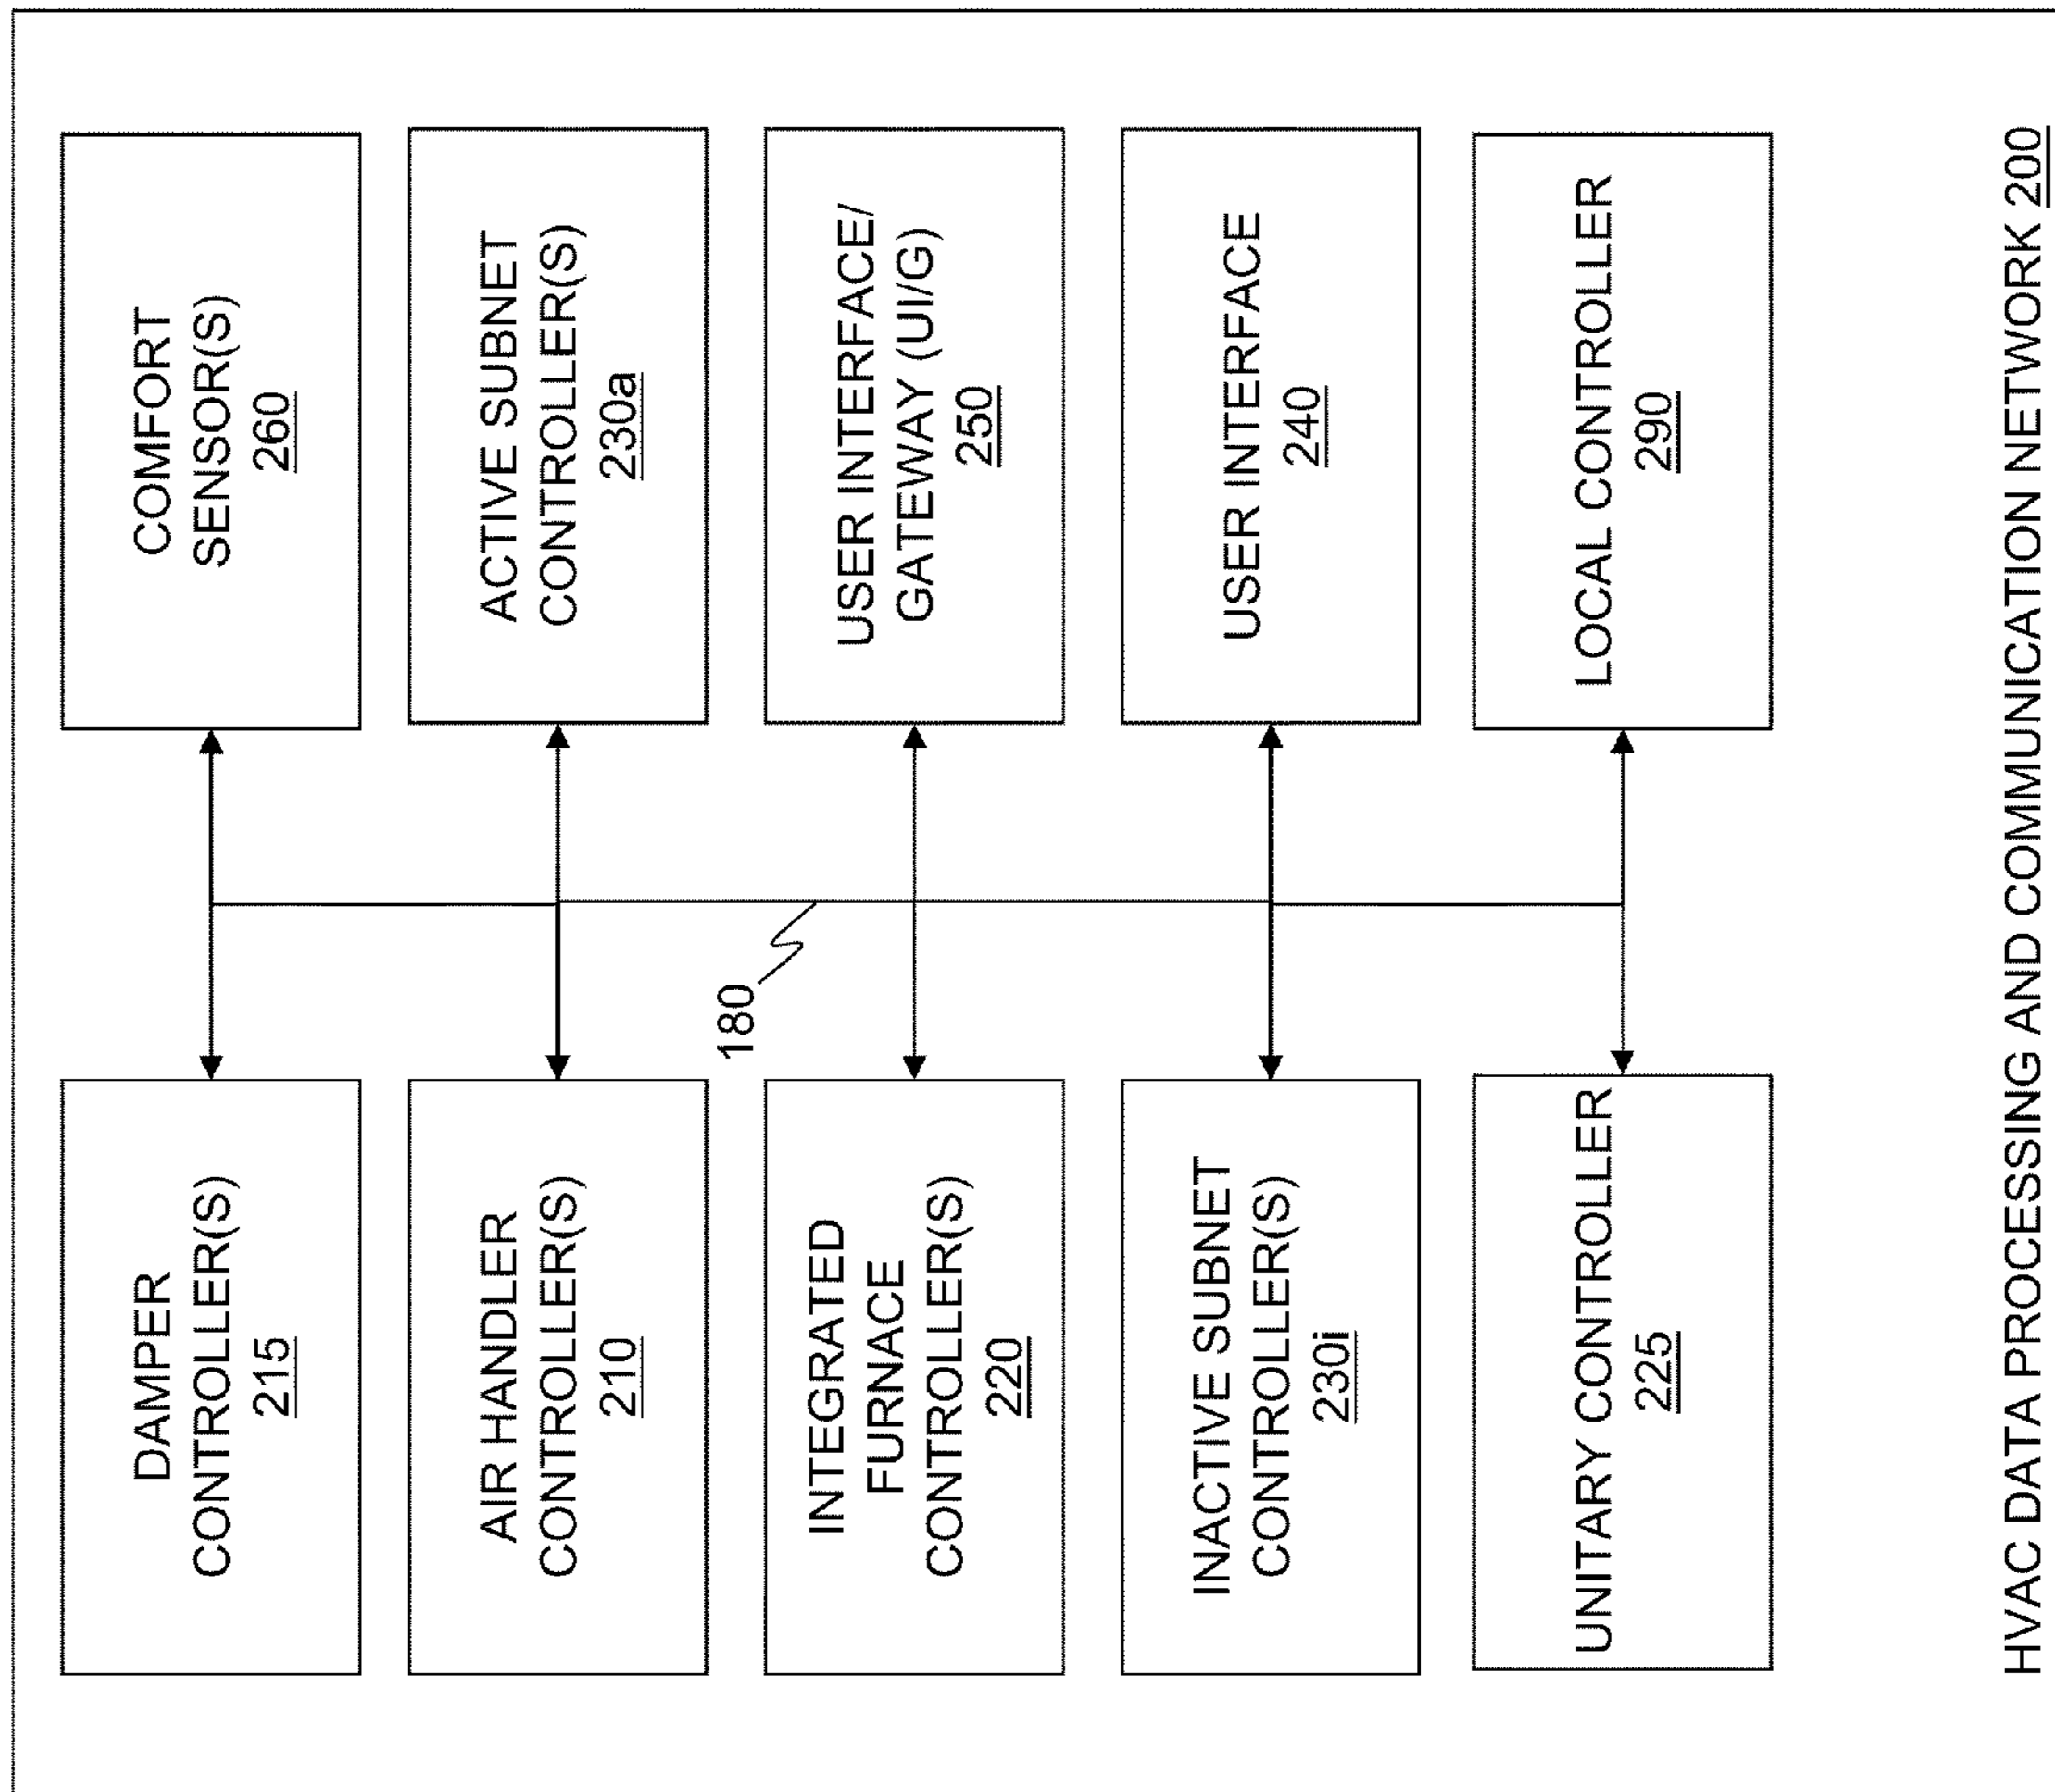 DAMPER
CONTROLLER(S)
215
COMFORT
SENSOR(S)
260
AIR HANDLER
CONTROLLER(S)
210
ACTIVE SUBNET
CONTROLLER(S)
230a
180
INTEGRATED
FURNACE
CONTROLLER(S)
220
USER INTERFACE/
GATEWAY (UI/G)
250
INACTIVE SUBNET
CONTROLLER(S)
230i
USER INTERFACE
240
UNITARY CONTROLLER
225
LOCAL CONTROLLER
290
HVAC DATA PROCESSING AND COMMUNICATION NETWORK 200